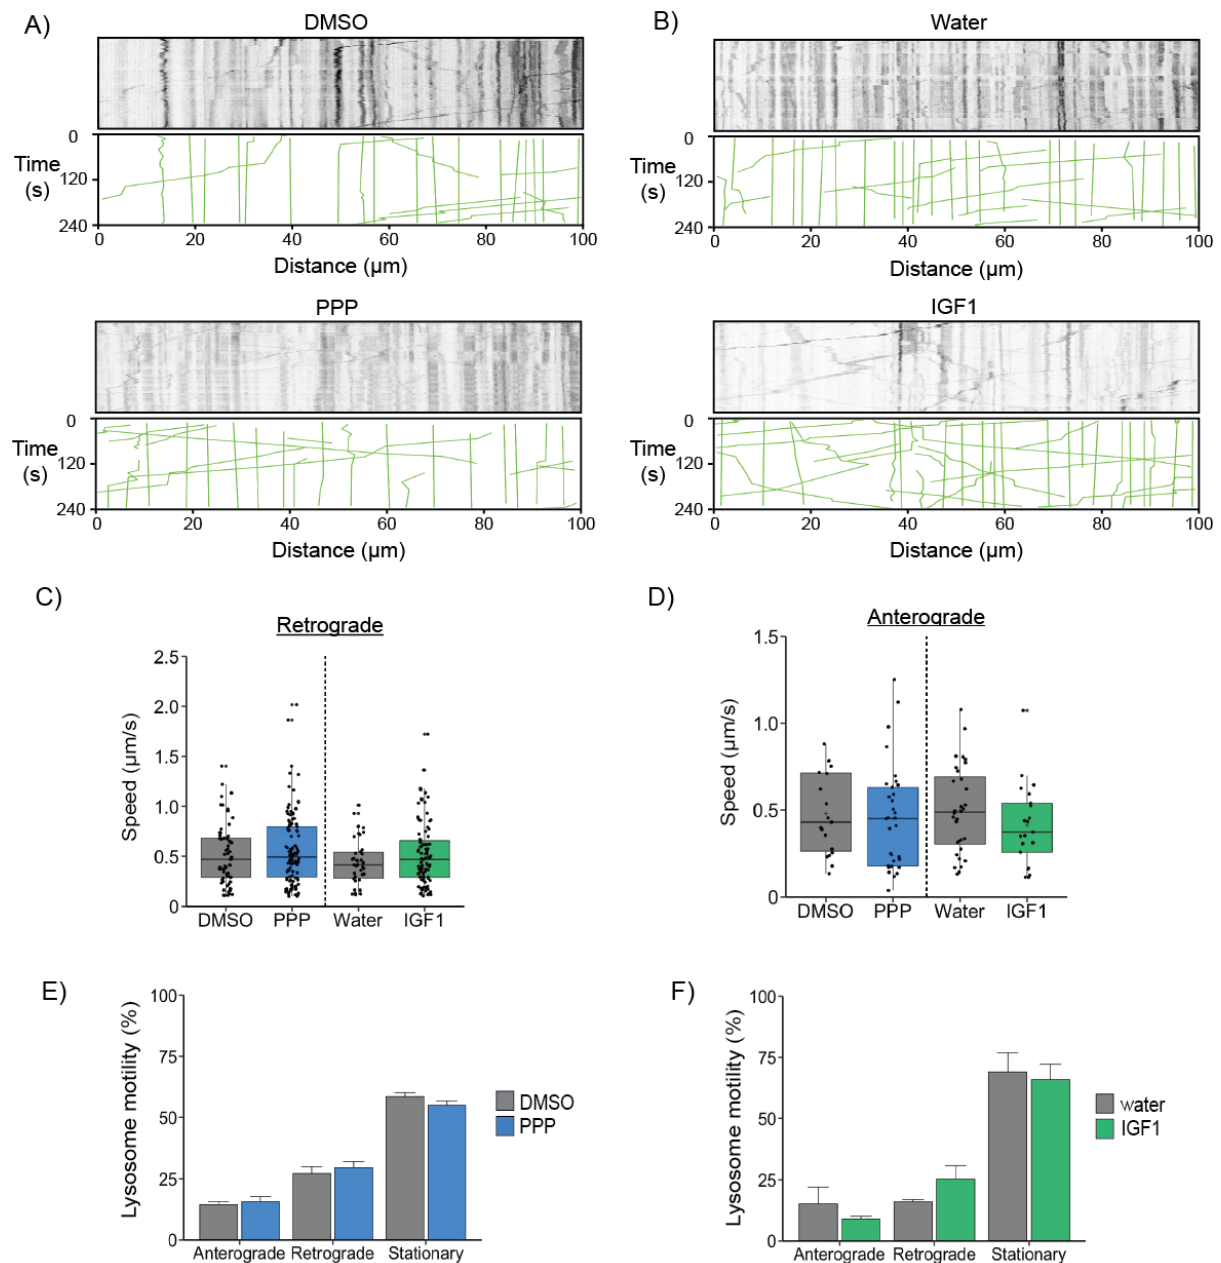 A)
DMSO
Time
(s)
0
120
240
0 20 40 60 80 100
Distance (µm)
PPP
Time
(s)
0
120
240
0 20 40 60 80 100
Distance (µm)
B)
Water
Time
(s)
0
120
240
0 20 40 60 80 100
Distance (µm)
IGF1
Time
(s)
0
120
240
0 20 40 60 80 100
Distance (µm)
C)
Retrograde
Speed (µm/s)
2.5
2.0
1.5
1.0
0.5
0
DMSO PPP Water IGF1
D)
Anterograde
Speed (µm/s)
1.5
1.0
0.5
0
DMSO PPP Water IGF1
E)
Lysosome motility (%)
100
75
50
25
0
Anterograde Retrograde Stationary
DMSO
PPP
F)
Lysosome motility (%)
100
75
50
25
0
Anterograde Retrograde Stationary
water
IGF1